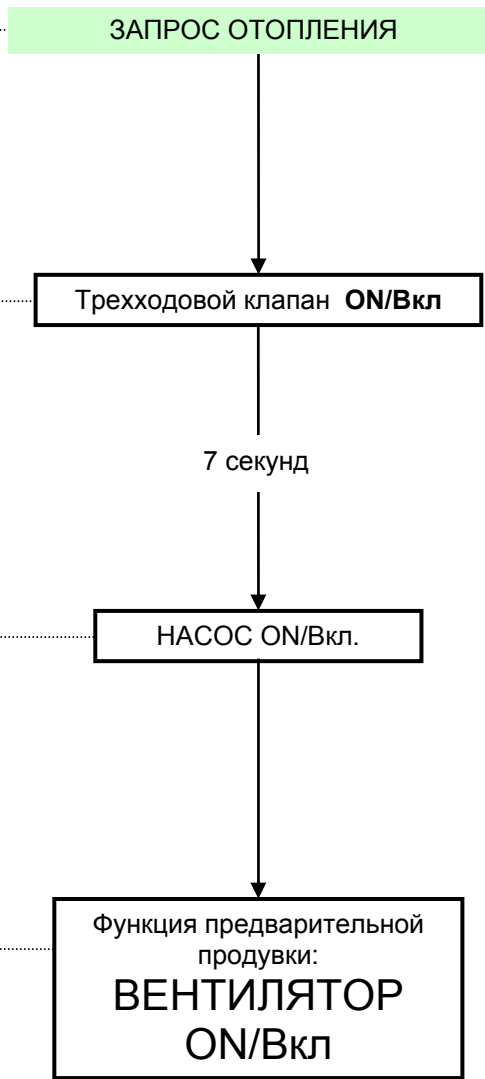 ЗАПРОС ОТОПЛЕНИЯ
Трехходовой клапан ON/Вкл
7 секунд
НАСОС ON/Вкл.
Функция предварительной
продувки:
ВЕНТИЛЯТОР
ON/Вкл